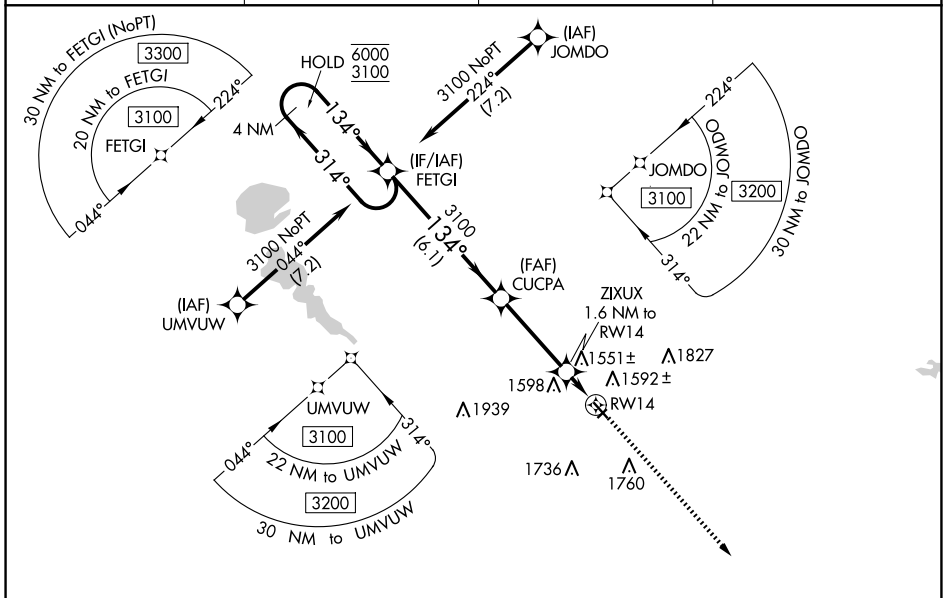 30 NM to FETGI (NoPT)
3300
20 NM to FETGI
3100
FETGI
224°
044°
HOLD
6000
3100
4 NM
134°
314°
(IF/IAF)
FETGI
(IAF)
JOMDO
3100 NoPT
224°
(7.2)
3100 NoPT
044°
(7.2)
(IAF)
UMVUW
3100
134°
(6.1)
(FAF)
CUCPA
ZIXUX
1.6 NM to
RW14
1551±
1827
1598
1592±
RW14
1939
1736
1760
224°
JOMDO
3100
22 NM to JOMDO
3200
30 NM to JOMDO
314°
UMVUW
3100
044°
314°
22 NM to UMVUW
3200
30 NM to UMVUW